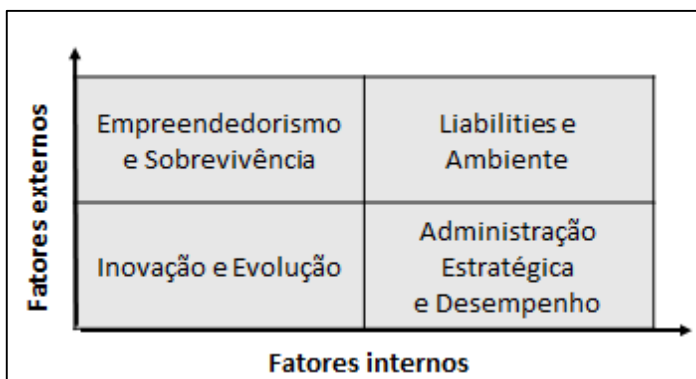 Fatores externos
Empreendedorismo
e Sobrevivência
Liabilities e
Ambiente
Inovação e Evolução
Administração
Estratégica
e Desempenho
Fatores internos